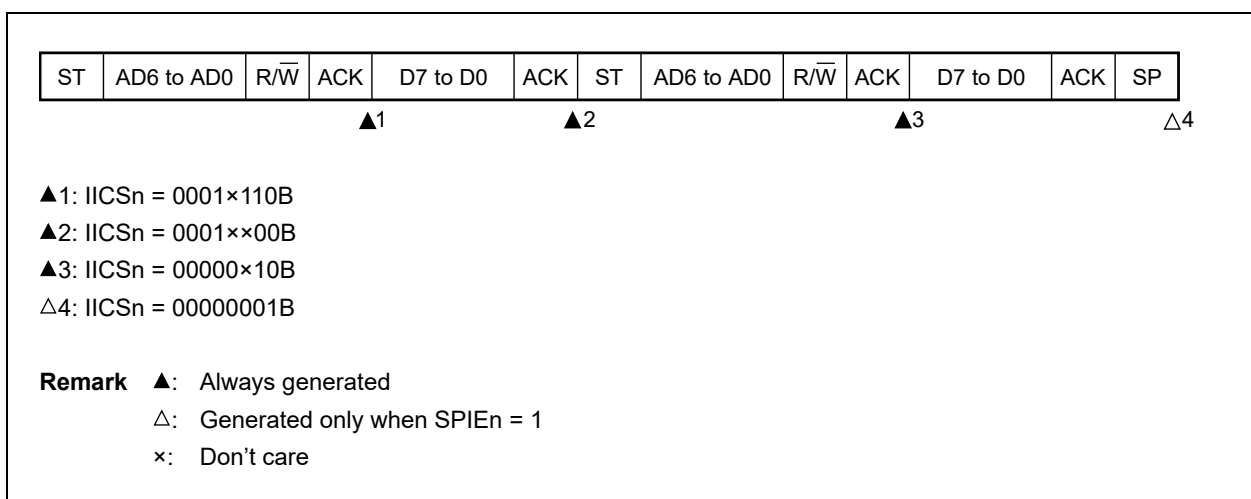 ST AD6 to AD0 R/W̅ ACK D7 to D0 ACK ST AD6 to AD0 R/W̅ ACK D7 to D0 ACK SP
▲1 ▲2 ▲3 △4
▲1: IICSn = 0001×110B
▲2: IICSn = 0001××00B
▲3: IICSn = 00000×10B
△4: IICSn = 00000001B
Remark ▲: Always generated
△: Generated only when SPIEn = 1
×: Don't care